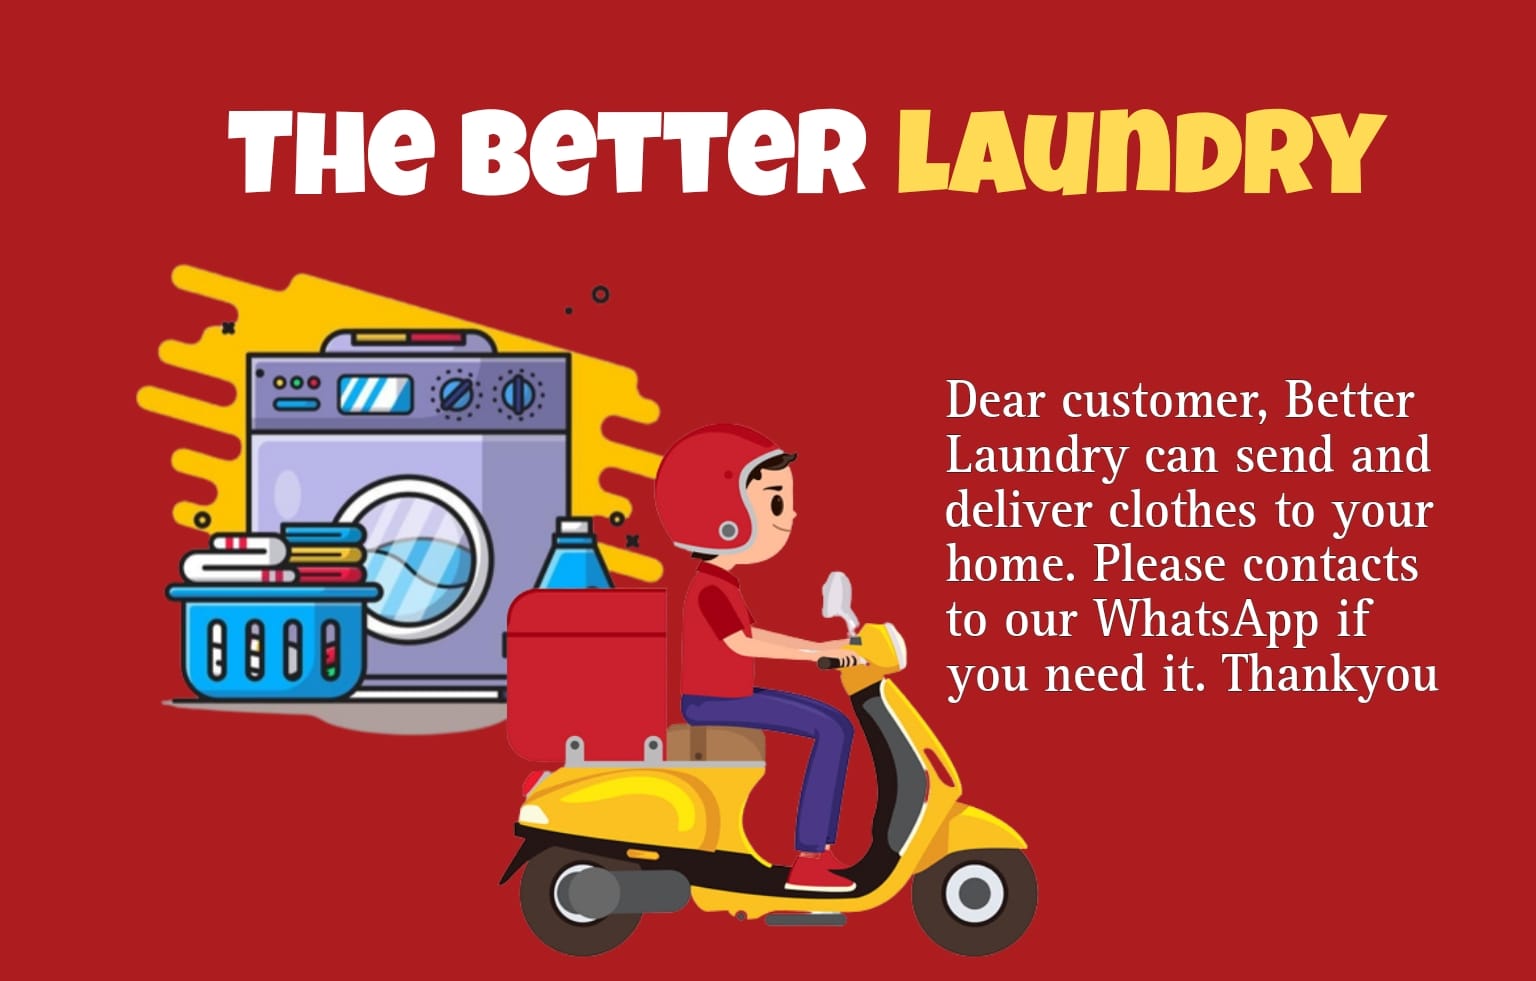 THE BETTER LAUNDRY
Dear customer, Better
Laundry can send and
deliver clothes to your
home. Please contacts
to our WhatsApp if
you need it. Thankyou